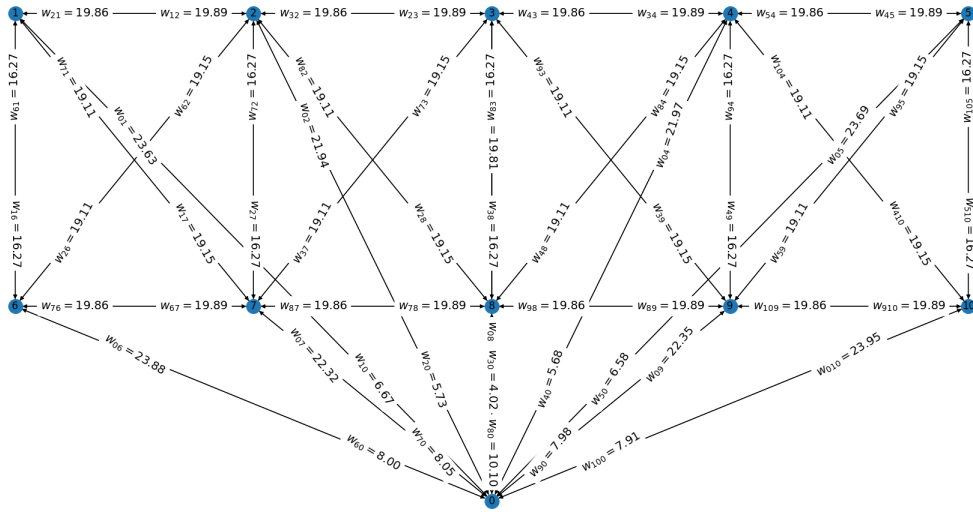 1
w21 = 19.86
w12 = 19.89
2
w32 = 19.86
w23 = 19.89
3
w43 = 19.86
w34 = 19.89
4
w54 = 19.86
w45 = 19.89
5
w61 = 16.27
w71 = 19.11
w01 = 23.63
w62 = 19.15
w72 = 16.27
w82 = 19.11
w02 = 21.94
w73 = 19.15
w83 = 16.27
w93 = 19.11
w84 = 19.15
w04 = 21.97
w94 = 16.27
w104 = 19.11
w05 = 23.69
w95 = 19.15
w105 = 16.27
= 19.81
w16 = 16.27
w26 = 19.11
w17 = 19.15
w27 = 16.27
w37 = 19.11
w28 = 19.15
w38
w48 = 19.11
w39 = 19.15
w49 = 16.27
w59 = 19.11
w410 = 19.15
w510 = 16.27
6
w76 = 19.86
w67 = 19.89
7
w87 = 19.86
w78 = 19.89
8
w98 = 19.86
w89 = 19.89
9
w109 = 19.86
w910 = 19.89
10
w06 = 23.88
w07 = 22.32
w10 = 6.67
w20 = 5.73
w08
w30 = 4.02
w40 = 5.68
w50 = 6.58
w09 = 22.35
w010 = 23.95
w60 = 8.00
w70 = 8.05
w80 = 10.10
w90 = 7.98
w100 = 7.91
0